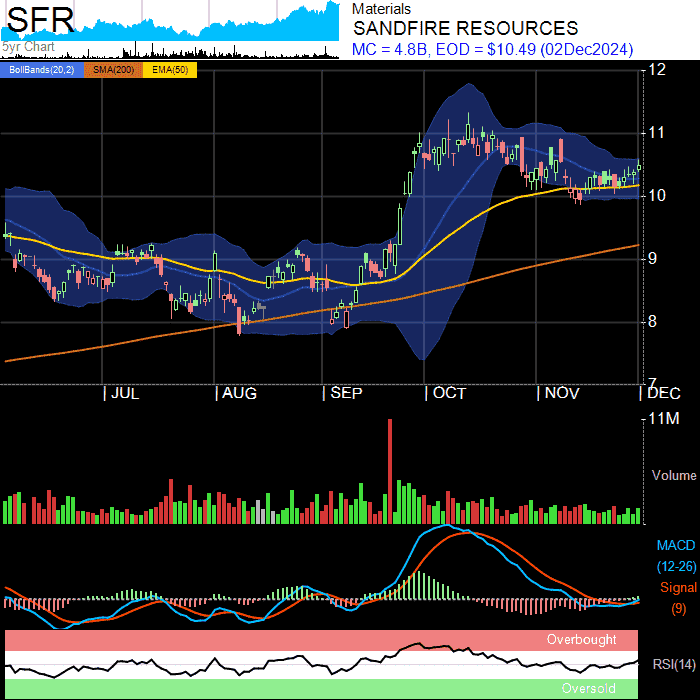 SFR
5yr Chart
Materials
SANDFIRE RESOURCES
MC = 4.8B, EOD = $10.49 (02Dec2024)
BollBands(20,2) SMA(200) EMA(50)
12
11
10
9
8
7
JUL AUG SEP OCT NOV DEC
11M
Volume
MACD
(12-26)
Signal
(9)
Overbought
RSI(14)
Oversold